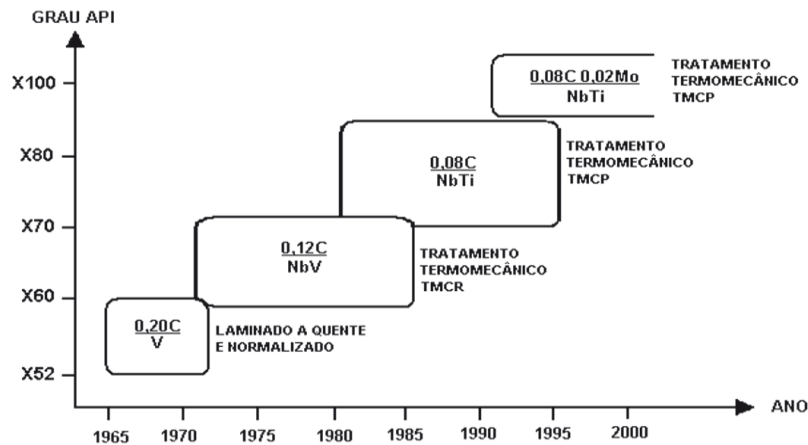 GRAU API
X100
X80
X70
X60
X52
0,08C 0,02Mo
NbTi
TRATAMENTO
TERMOMECÂNICO
TMCP
0,08C
NbTi
TRATAMENTO
TERMOMECÂNICO
TMCP
0,12C
NbV
TRATAMENTO
TERMOMECÂNICO
TMCR
0,20C
V
LAMINADO A QUENTE
E NORMALIZADO
ANO
1965 1970 1975 1980 1985 1990 1995 2000